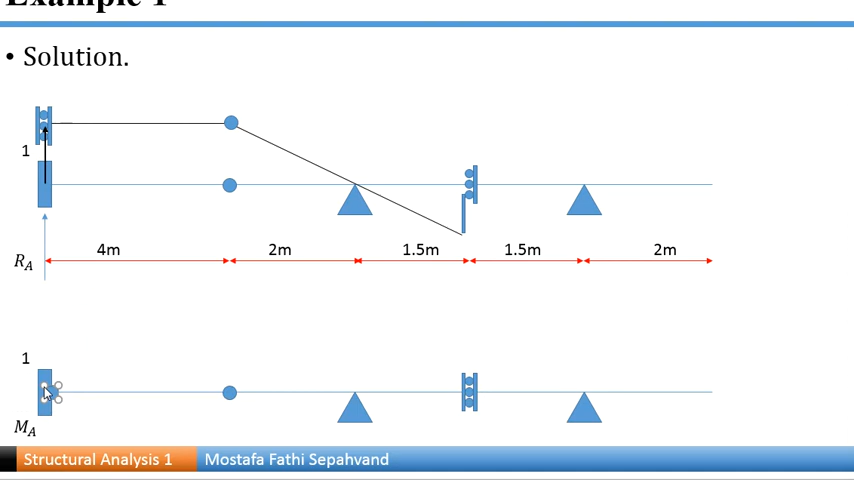 Example 1
• Solution.
1
4m 2m 1.5m 1.5m 2m
R_A
1
M_A
Structural Analysis 1 Mostafa Fathi Sepahvand